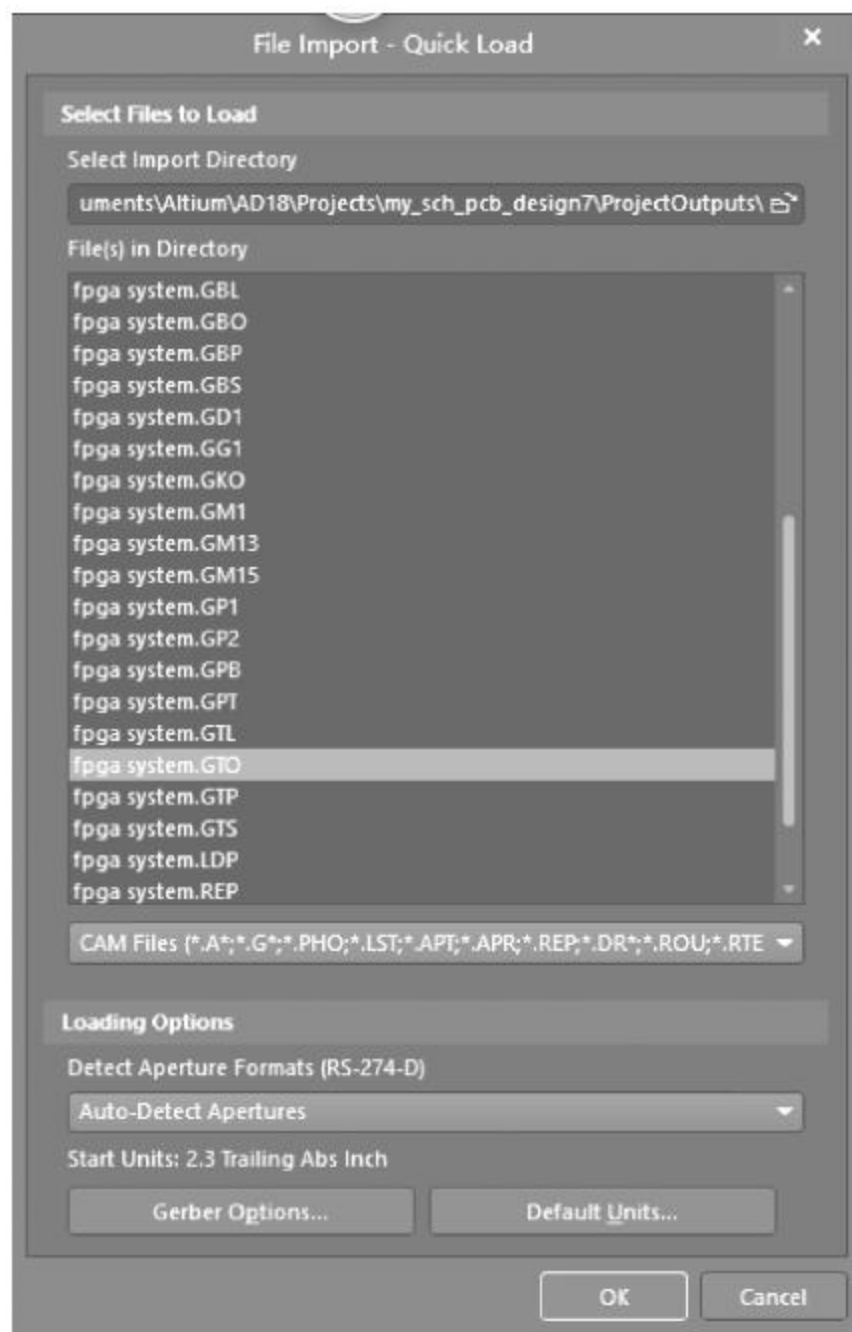 File Import - Quick Load
Select Files to Load
Select Import Directory
uments\Altium\AD18\Projects\my_sch_pcb_design7\ProjectOutputs\
File(s) in Directory
fpga system.GBL
fpga system.GBO
fpga system.GBP
fpga system.GBS
fpga system.GD1
fpga system.GG1
fpga system.GKO
fpga system.GM1
fpga system.GM13
fpga system.GM15
fpga system.GP1
fpga system.GP2
fpga system.GPB
fpga system.GPT
fpga system.GTL
fpga system.GTO
fpga system.GTP
fpga system.GTS
fpga system.LDP
fpga system.REP
CAM Files (*.A*;*.G*;*.PHO;*.LST;*.APT;*.APR;*.REP;*.DR*;*.ROU;*.RTE
Loading Options
Detect Aperture Formats (RS-274-D)
Auto-Detect Apertures
Start Units: 2.3 Trailing Abs Inch
Gerber Options... Default Units...
OK Cancel